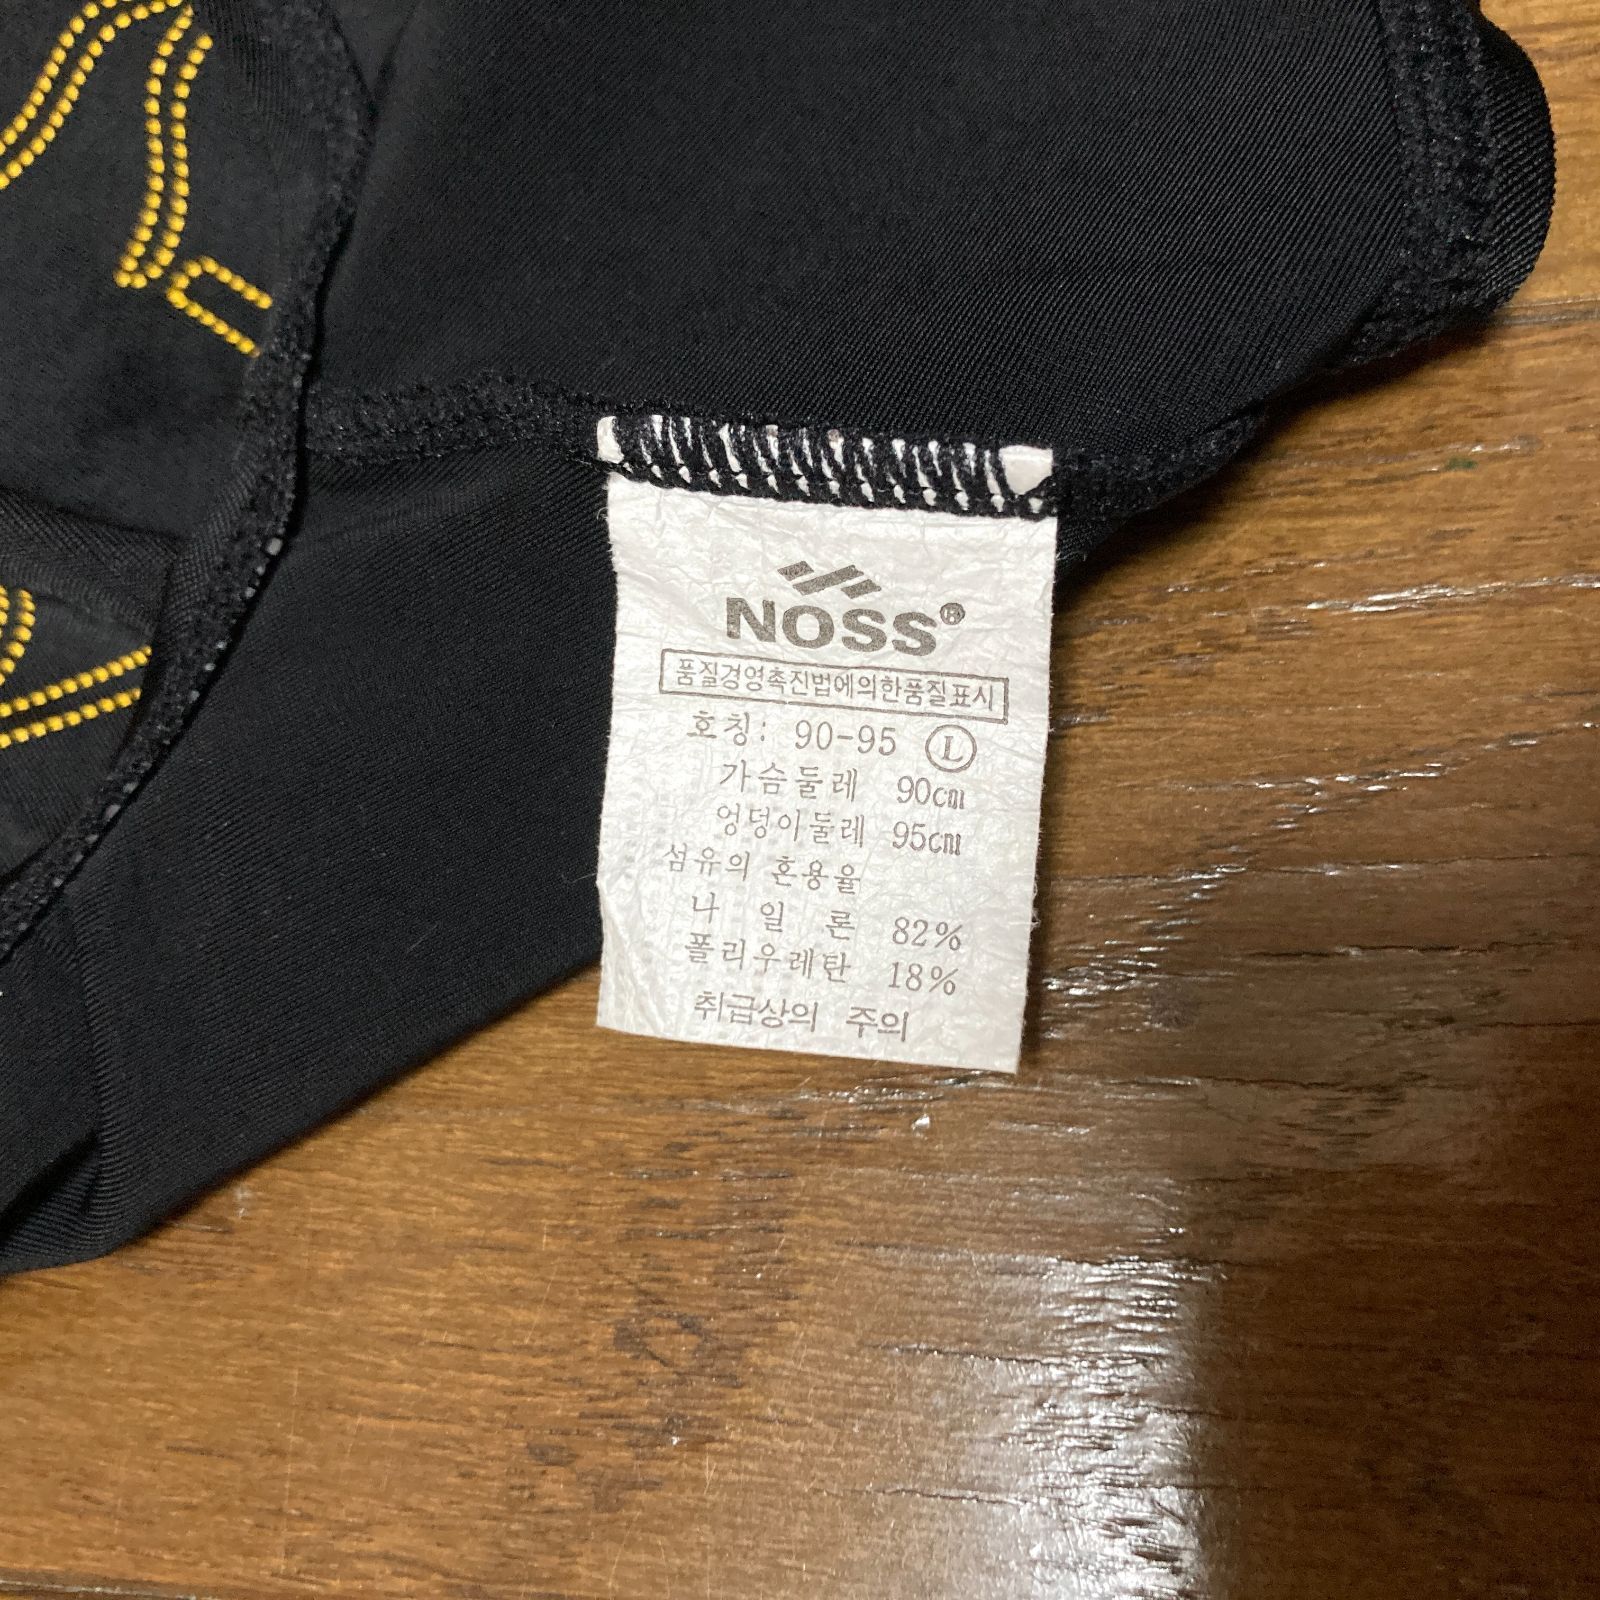 NOSS®
품질경영촉진법에의한품질표시
호칭: 90-95 Ⓛ
가슴둘레 90cm
엉덩이둘레 95cm
섬유의 혼용율
나 일 론 82%
폴리우레탄 18%
취급상의 주의